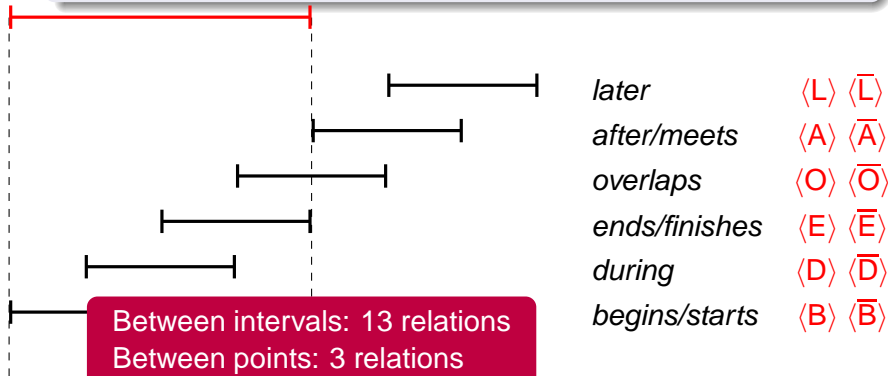 later ⟨L⟩ ⟨L̅⟩
after/meets ⟨A⟩ ⟨A̅⟩
overlaps ⟨O⟩ ⟨O̅⟩
ends/finishes ⟨E⟩ ⟨E̅⟩
during ⟨D⟩ ⟨D̅⟩
begins/starts ⟨B⟩ ⟨B̅⟩
Between intervals: 13 relations
Between points: 3 relations